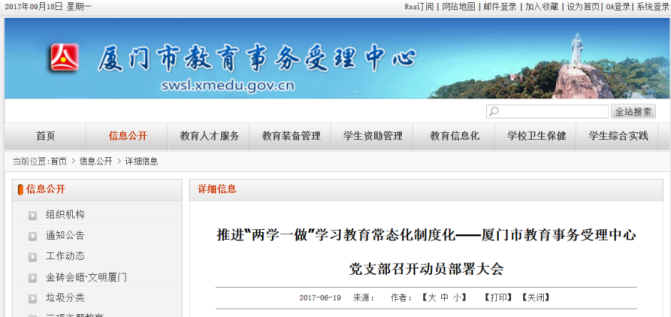 2017年09月18日 星期一
Rss订阅 | 网站地图 | 邮件登录 | 加入收藏 | 设为首页 | OA登录 | 系统登录
厦门市教育事务受理中心
swsl.xmedu.gov.cn
全站搜索
首页 信息公开 教育人才服务 教育装备管理 学生资助管理 教育信息化 学校卫生保健 学生综合实践
当前位置:首页 > 信息公开 > 详细信息
信息公开
组织机构
通知公告
工作动态
金砖会晤·文明厦门
垃圾分类
详细信息
推进“两学一做”学习教育常态化制度化——厦门市教育事务受理中心
党支部召开动员部署大会
2017-06-19 来源: 作者: 【大 中 小】 【打印】 【关闭】